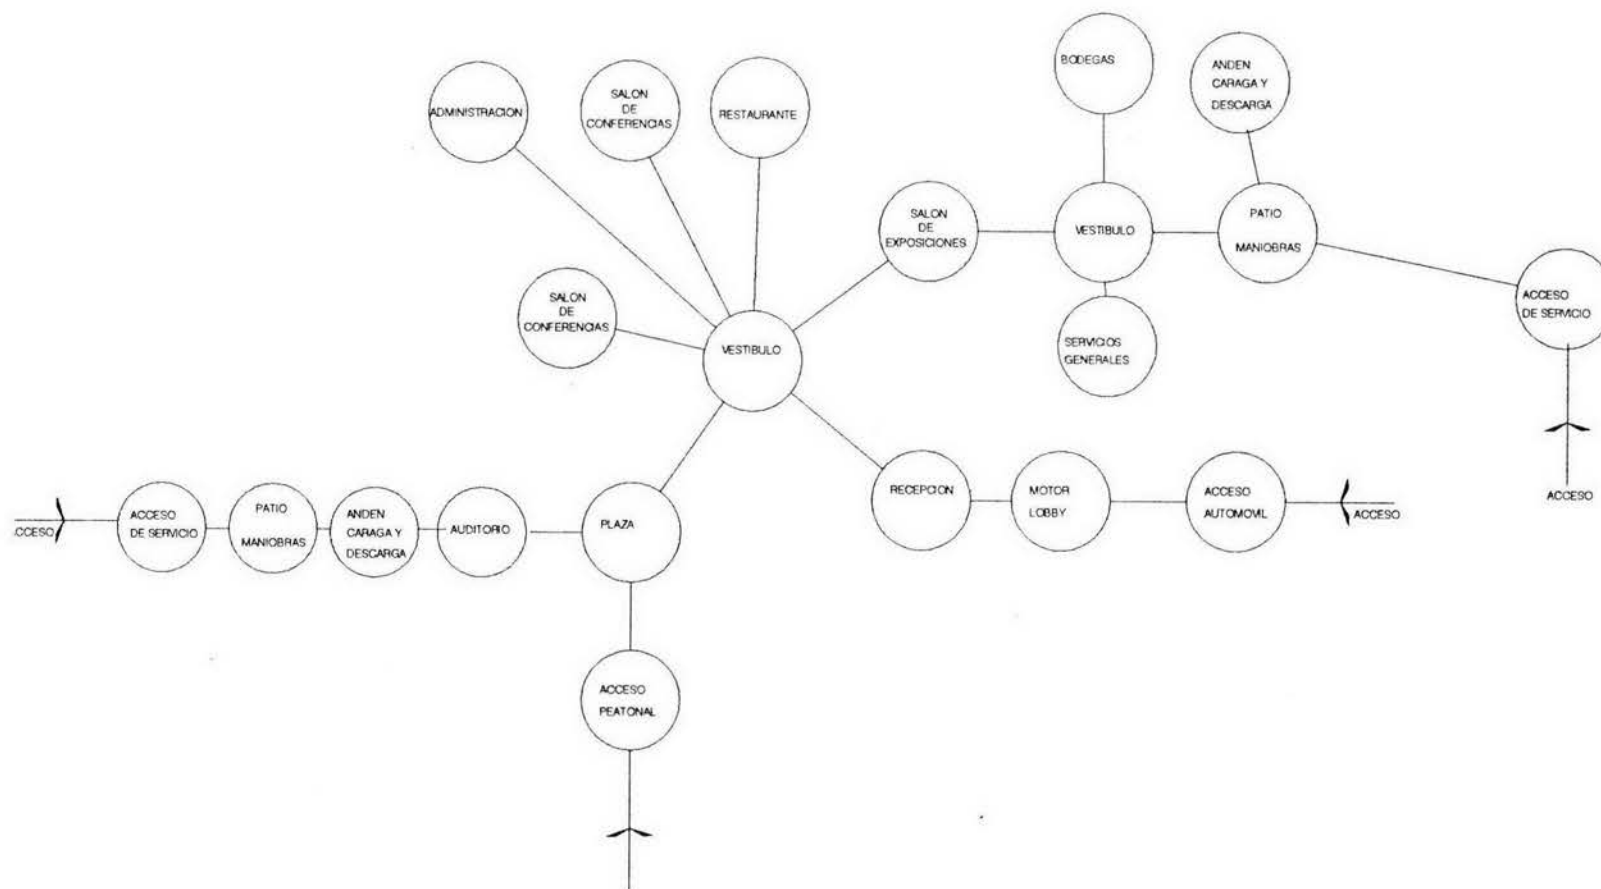 BODEGAS
ANDEN
CARAGA Y
DESCARGA
ADMINISTRACION
SALON
DE
CONFERENCIAS
RESTAURANTE
SALON
DE
EXPOSICIONES
VESTIBULO
PATIO
MANIOBRAS
ACCESO
DE SERVICIO
SALON
DE
CONFERENCIAS
VESTIBULO
SERVICIOS
GENERALES
ACCESO
RECEPCION
MOTOR
LOBBY
ACCESO
AUTOMOVIL
ACCESO
CCESO
ACCESO
DE SERVICIO
PATIO
MANIOBRAS
ANDEN
CARAGA Y
DESCARGA
AUDITORIO
PLAZA
ACCESO
PEATONAL